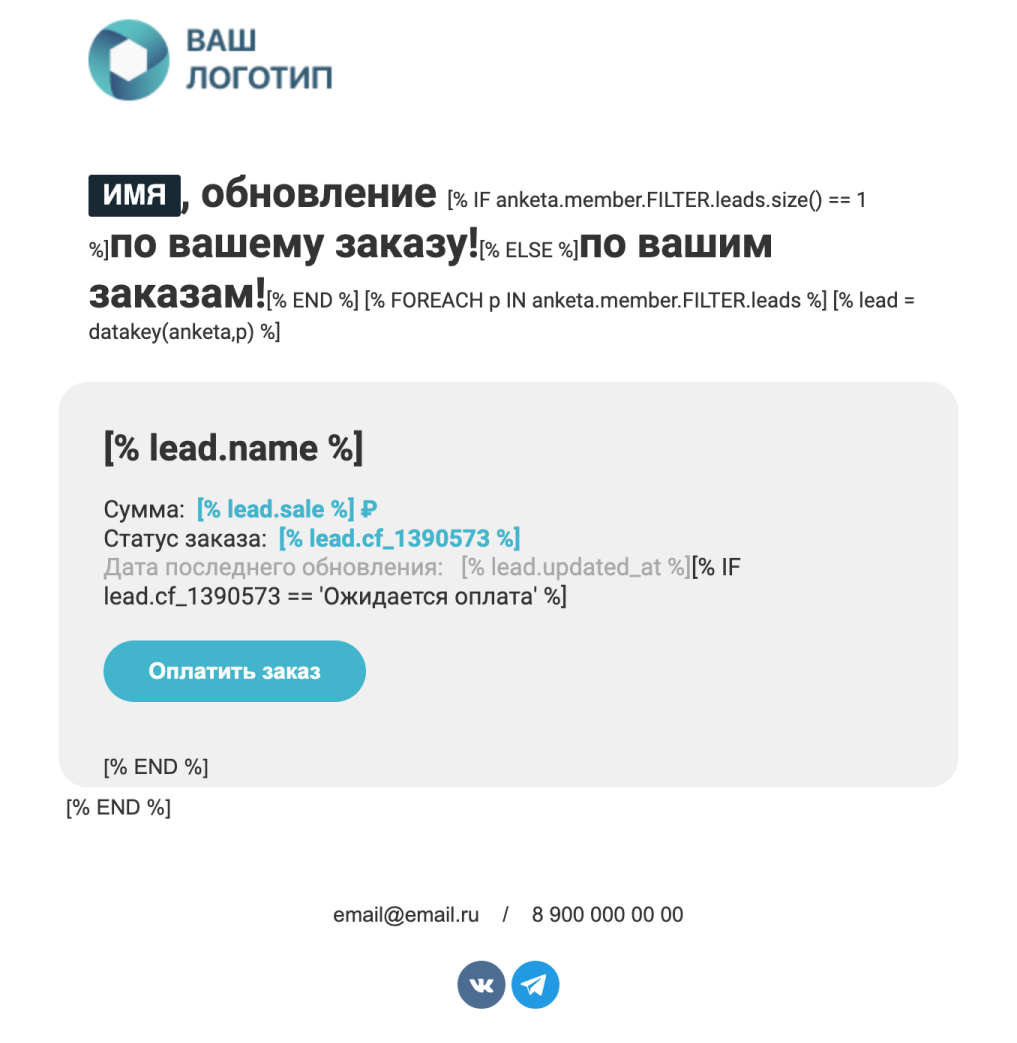 ВАШ
ЛОГОТИП
ИМЯ, обновление [% IF anketa.member.FILTER.leads.size() == 1
%]по вашему заказу![% ELSE %]по вашим
заказам![% END %] [% FOREACH p IN anketa.member.FILTER.leads %] [% lead =
datakey(anketa,p) %]
[% lead.name %]
Сумма: [% lead.sale %] ₽
Статус заказа: [% lead.cf_1390573 %]
Дата последнего обновления: [% lead.updated_at %][% IF
lead.cf_1390573 == 'Ожидается оплата' %]
Оплатить заказ
[% END %]
[% END %]
email@email.ru / 8 900 000 00 00